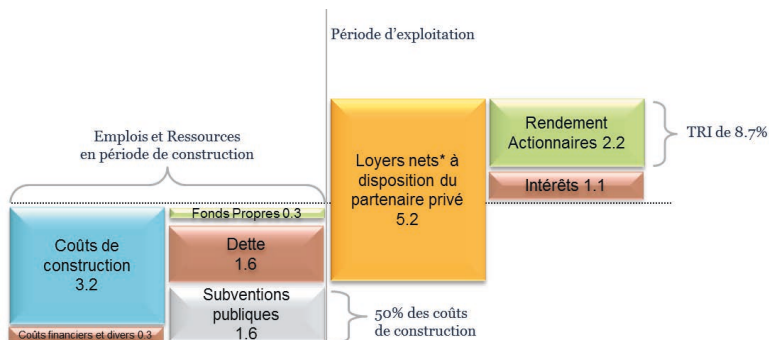 Période d'exploitation
Emplois et Ressources
en période de construction
Rendement
Actionnaires 2.2
TRI de 8.7%
Loyers nets* à
disposition du
partenaire privé
5.2
Intérêts 1.1
Fonds Propres 0.3
Coûts de
construction
3.2
Dette
1.6
Subventions
publiques
1.6
50% des coûts
de construction
Coûts financiers et divers 0.3